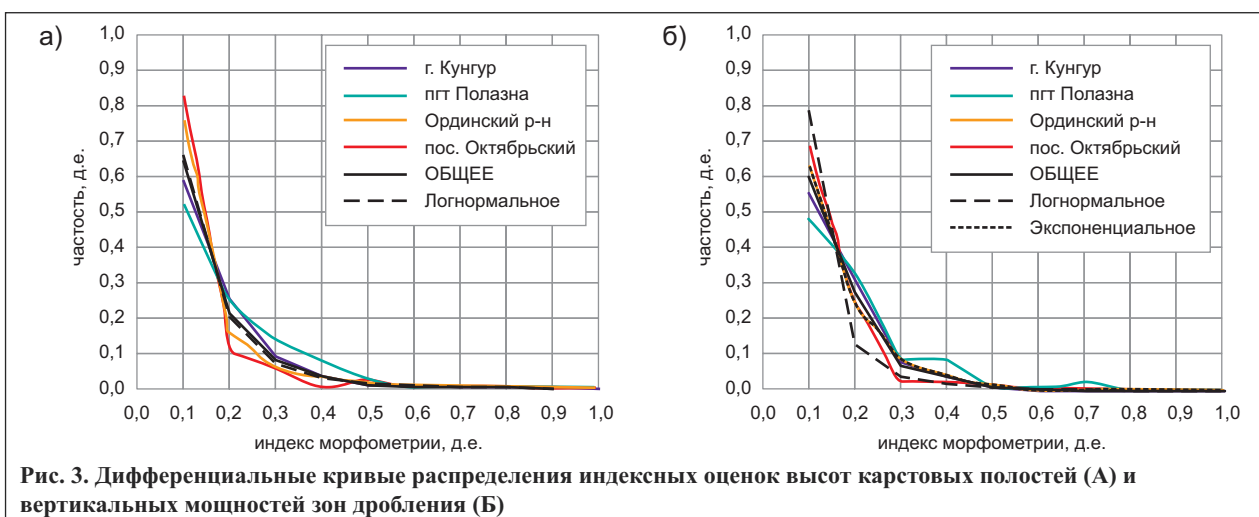 а)
1,0
0,9
0,8
0,7
0,6
0,5
0,4
0,3
0,2
0,1
0,0
частость, д.е.
г. Кунгур
пгт Полазна
Ординский р-н
пос. Октябрьский
ОБЩЕЕ
Логнормальное
0,0 0,1 0,2 0,3 0,4 0,5 0,6 0,7 0,8 0,9 1,0
индекс морфометрии, д.е.
б)
1,0
0,9
0,8
0,7
0,6
0,5
0,4
0,3
0,2
0,1
0,0
частость, д.е.
г. Кунгур
пгт Полазна
Ординский р-н
пос. Октябрьский
ОБЩЕЕ
Логнормальное
Экспоненциальное
0,0 0,1 0,2 0,3 0,4 0,5 0,6 0,7 0,8 0,9 1,0
индекс морфометрии, д.е.
Рис. 3. Дифференциальные кривые распределения индексных оценок высот карстовых полостей (А) и
вертикальных мощностей зон дробления (Б)